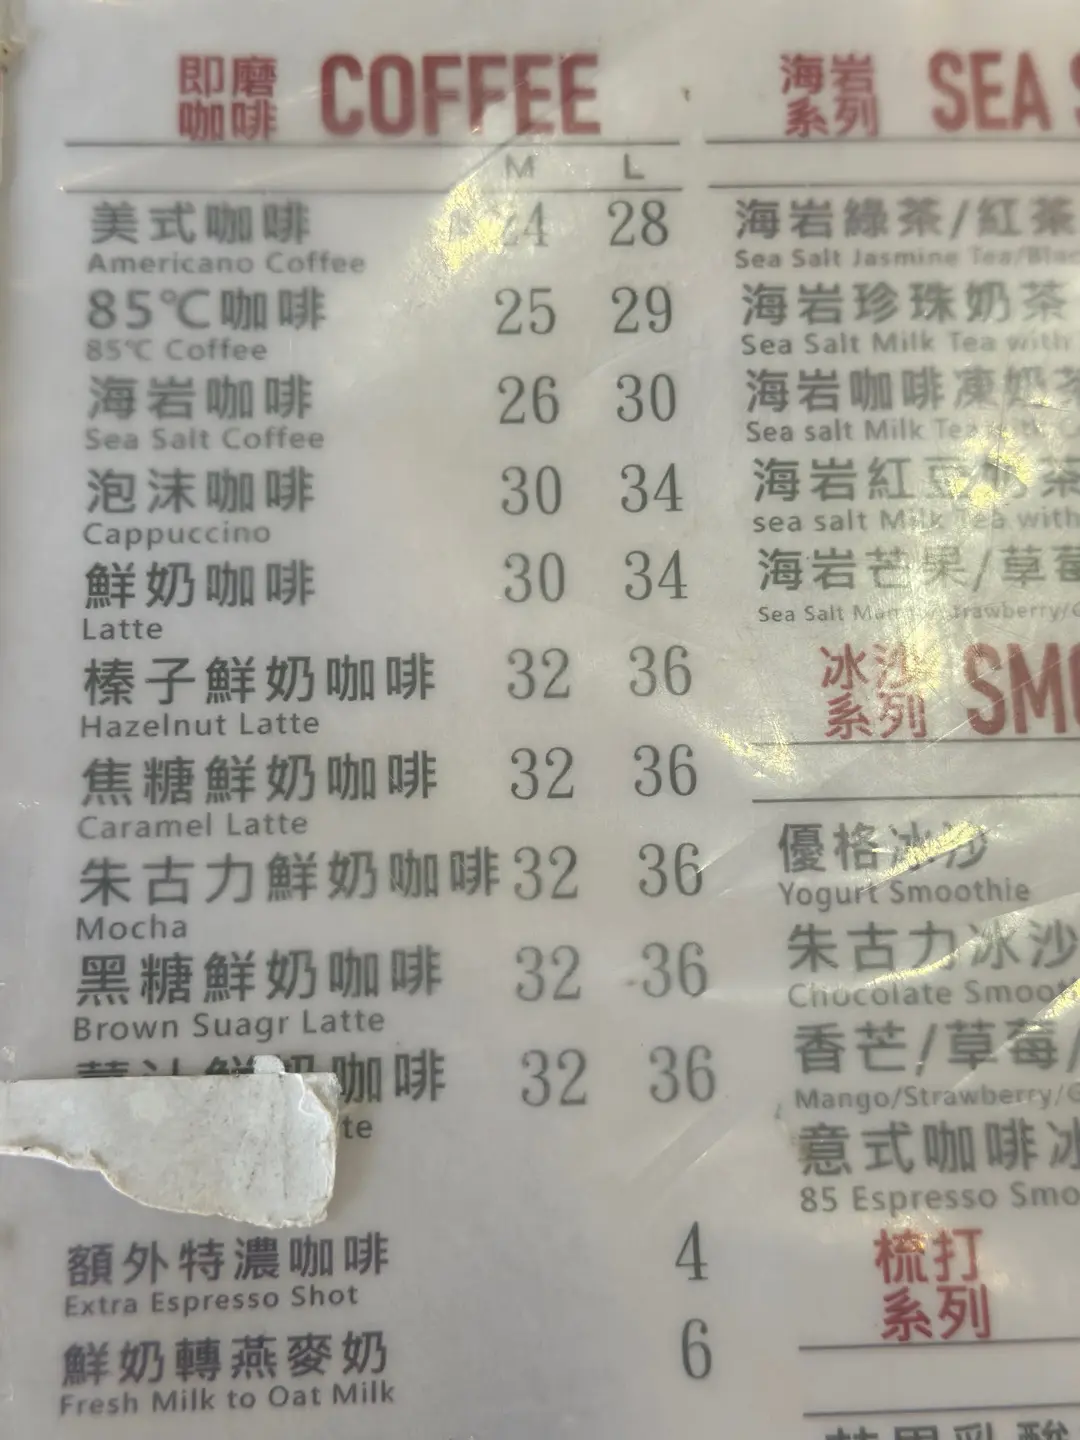 即磨
咖啡 COFFEE
M L
美式咖啡 24 28
Americano Coffee
85℃咖啡 25 29
85℃ Coffee
海岩咖啡 26 30
Sea Salt Coffee
泡沫咖啡 30 34
Cappuccino
鮮奶咖啡 30 34
Latte
榛子鮮奶咖啡 32 36
Hazelnut Latte
焦糖鮮奶咖啡 32 36
Caramel Latte
朱古力鮮奶咖啡 32 36
Mocha
黑糖鮮奶咖啡 32 36
Brown Suagr Latte
咖啡 32 36
te
額外特濃咖啡 4
Extra Espresso Shot
鮮奶轉燕麥奶 6
Fresh Milk to Oat Milk
海岩
系列 SEA
海岩綠茶/紅茶
Sea Salt Jasmine Tea/Blac
海岩珍珠奶茶
Sea Salt Milk Tea with
海岩咖啡凍奶茶
Sea salt Milk Tea with
海岩紅豆奶茶
sea salt Milk Tea with
海岩芒果/草莓
Sea Salt Mango/Strawberry/
冰沙
系列 SMO
優格冰沙
Yogurt Smoothie
朱古力冰沙
Chocolate Smoot
香芒/草莓/
Mango/Strawberry/
意式咖啡冰
85 Espresso Smo
梳打
系列